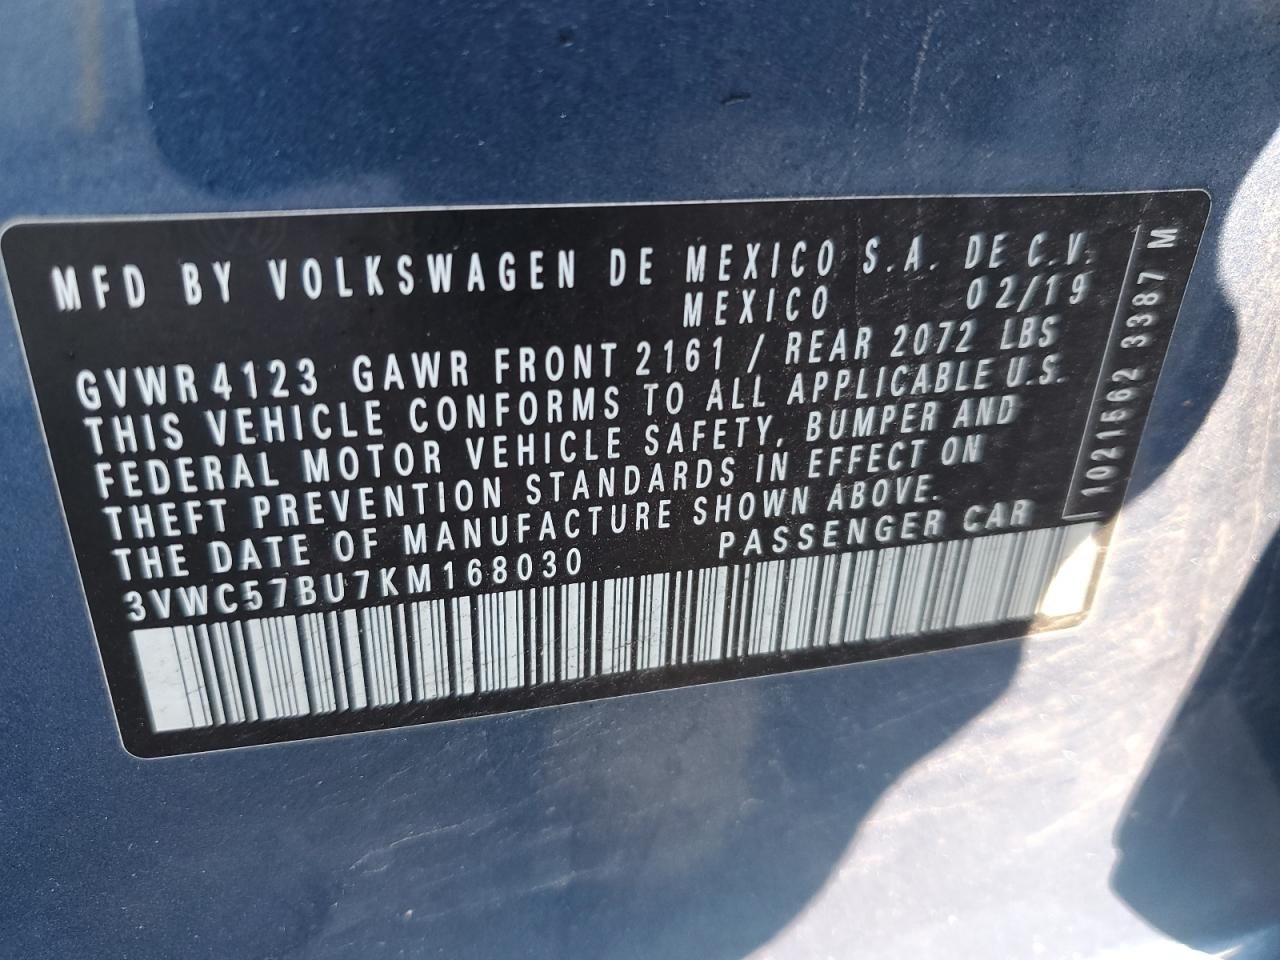 MFD BY VOLKSWAGEN DE MEXICO S.A. DE C.V.
MEXICO 02/19
GVWR 4123 GAWR FRONT 2161 / REAR 2072 LBS
THIS VEHICLE CONFORMS TO ALL APPLICABLE U.S.
FEDERAL MOTOR VEHICLE SAFETY, BUMPER AND
THEFT PREVENTION STANDARDS IN EFFECT ON
THE DATE OF MANUFACTURE SHOWN ABOVE.
3VWC57BU7KM168030 PASSENGER CAR
1021562 3387 M